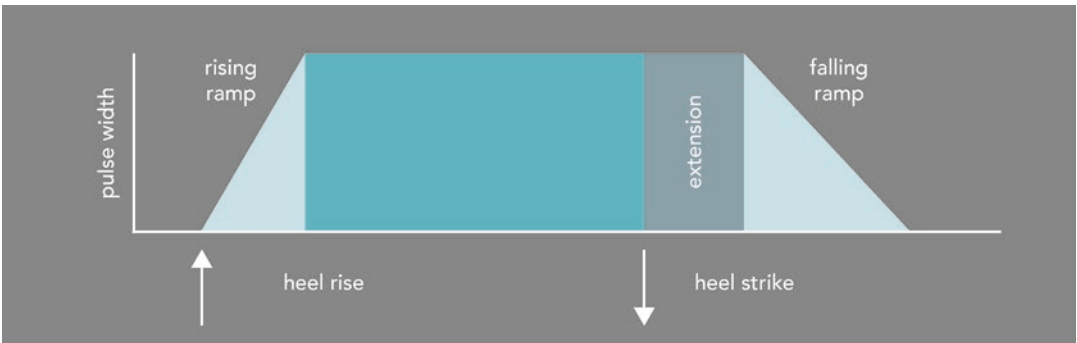 rising
ramp
falling
ramp
pulse width
extension
heel rise
heel strike